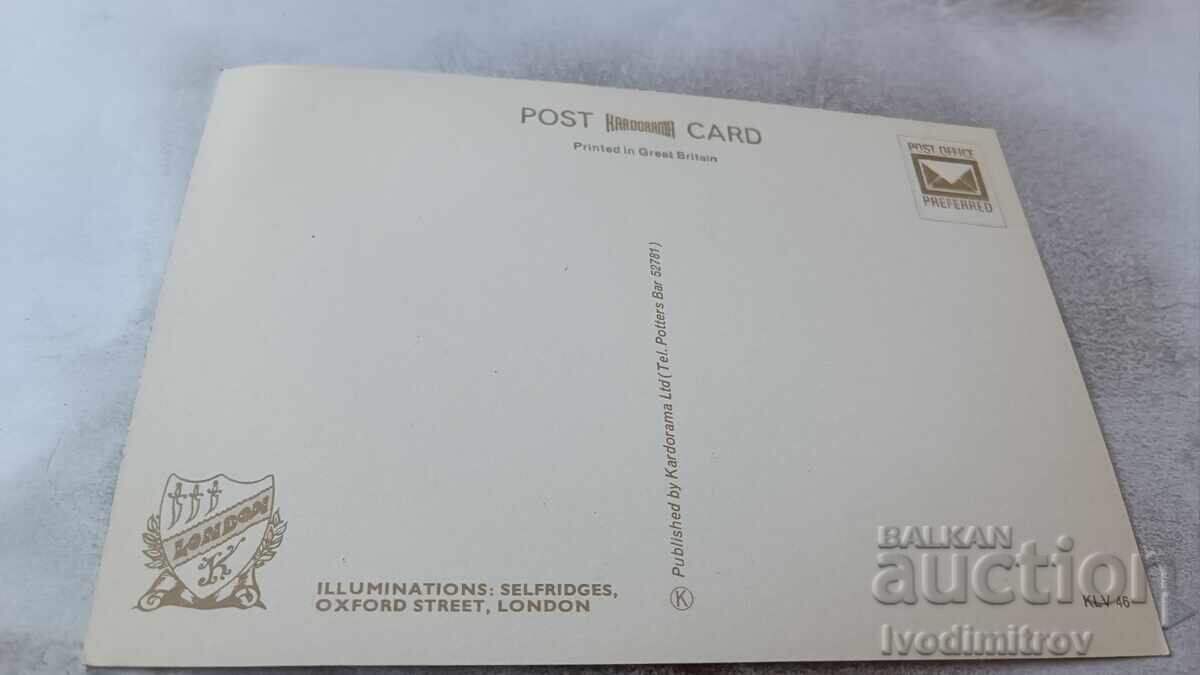 POST KARDORAMA CARD
Printed in Great Britain
POST OFFICE
PREFERRED
Published by Kardorama Ltd (Tel. Potters Bar 52781)
K
LONDON
K
ILLUMINATIONS: SELFRIDGES,
OXFORD STREET, LONDON
KLV 46
BALKAN
auction
Ivodimitrov